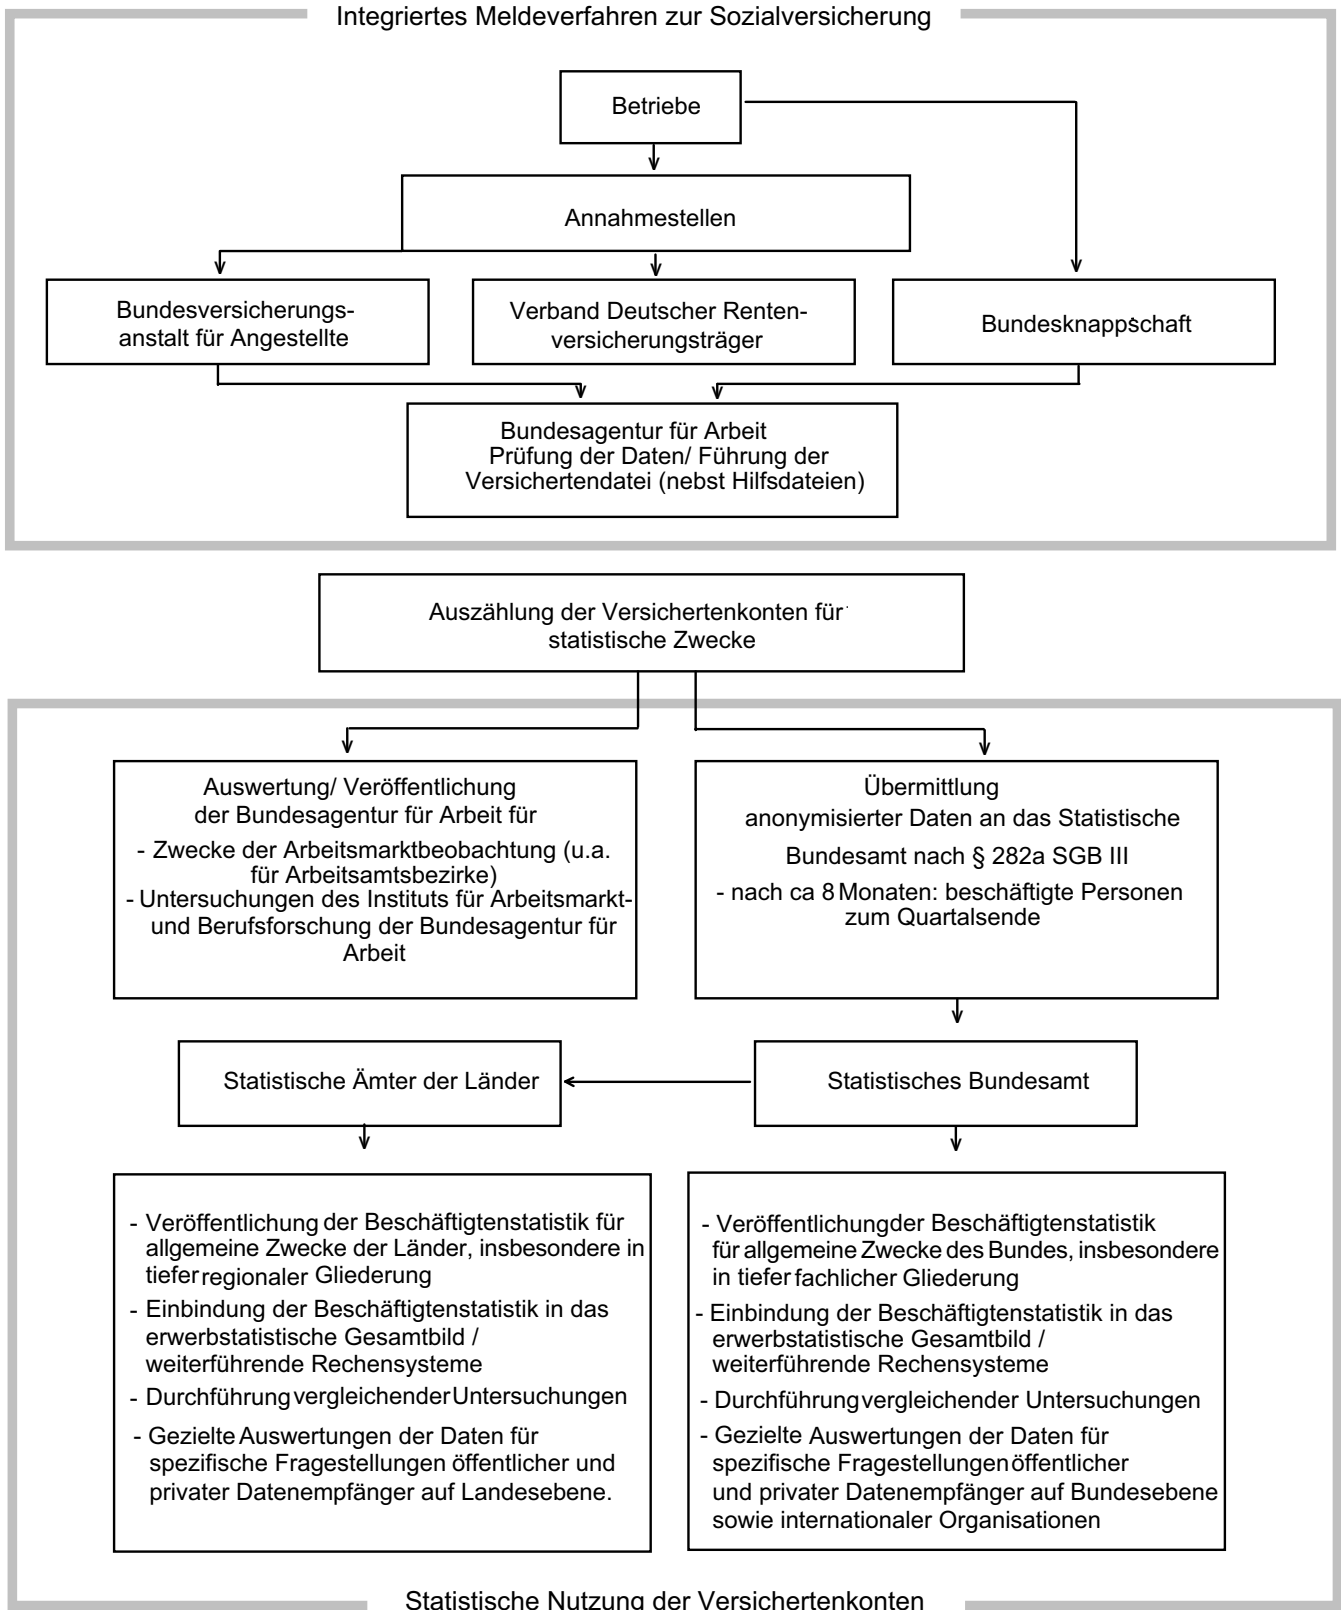 Integriertes Meldeverfahren zur Sozialversicherung
Betriebe
Annahmestellen
Bundesversicherungs-
anstalt für Angestellte
Verband Deutscher Renten-
versicherungsträger
Bundesknappschaft
Bundesagentur für Arbeit
Prüfung der Daten/ Führung der
Versichertendatei (nebst Hilfsdateien)
Auszählung der Versichertenkonten für
statistische Zwecke
Auswertung/ Veröffentlichung
der Bundesagentur für Arbeit für
- Zwecke der Arbeitsmarktbeobachtung (u.a.
für Arbeitsamtsbezirke)
- Untersuchungen des Instituts für Arbeitsmarkt-
und Berufsforschung der Bundesagentur für
Arbeit
Übermittlung
anonymisierter Daten an das Statistische
Bundesamt nach § 282a SGB III
- nach ca 8 Monaten: beschäftigte Personen
zum Quartalsende
Statistische Ämter der Länder
Statistisches Bundesamt
- Veröffentlichung der Beschäftigtenstatistik für
allgemeine Zwecke der Länder, insbesondere in
tiefer regionaler Gliederung
- Einbindung der Beschäftigtenstatistik in das
erwerbstatistische Gesamtbild /
weiterführende Rechensysteme
- Durchführung vergleichender Untersuchungen
- Gezielte Auswertungen der Daten für
spezifische Fragestellungen öffentlicher und
privater Datenempfänger auf Landesebene.
- Veröffentlichung der Beschäftigtenstatistik
für allgemeine Zwecke des Bundes, insbesondere
in tiefer fachlicher Gliederung
- Einbindung der Beschäftigtenstatistik in das
erwerbstatistische Gesamtbild /
weiterführende Rechensysteme
- Durchführung vergleichender Untersuchungen
- Gezielte Auswertungen der Daten für
spezifische Fragestellungen öffentlicher
und privater Datenempfänger auf Bundesebene
sowie internationaler Organisationen
Statistische Nutzung der Versichertenkonten